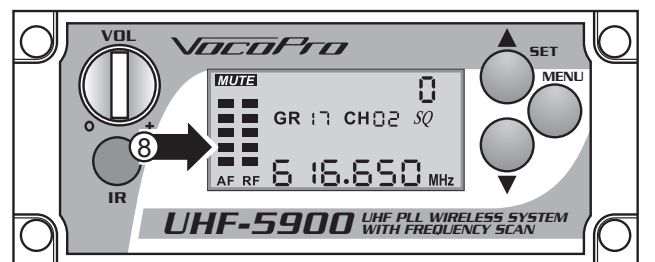 VOL
VocoPro
▲
SET
MENU
MUTE
0
GR 17 CH02 SQ
O +
8
IR
AF RF 616.650 MHz
▼
UHF-5900 UHF PLL WIRELESS SYSTEM
WITH FREQUENCY SCAN